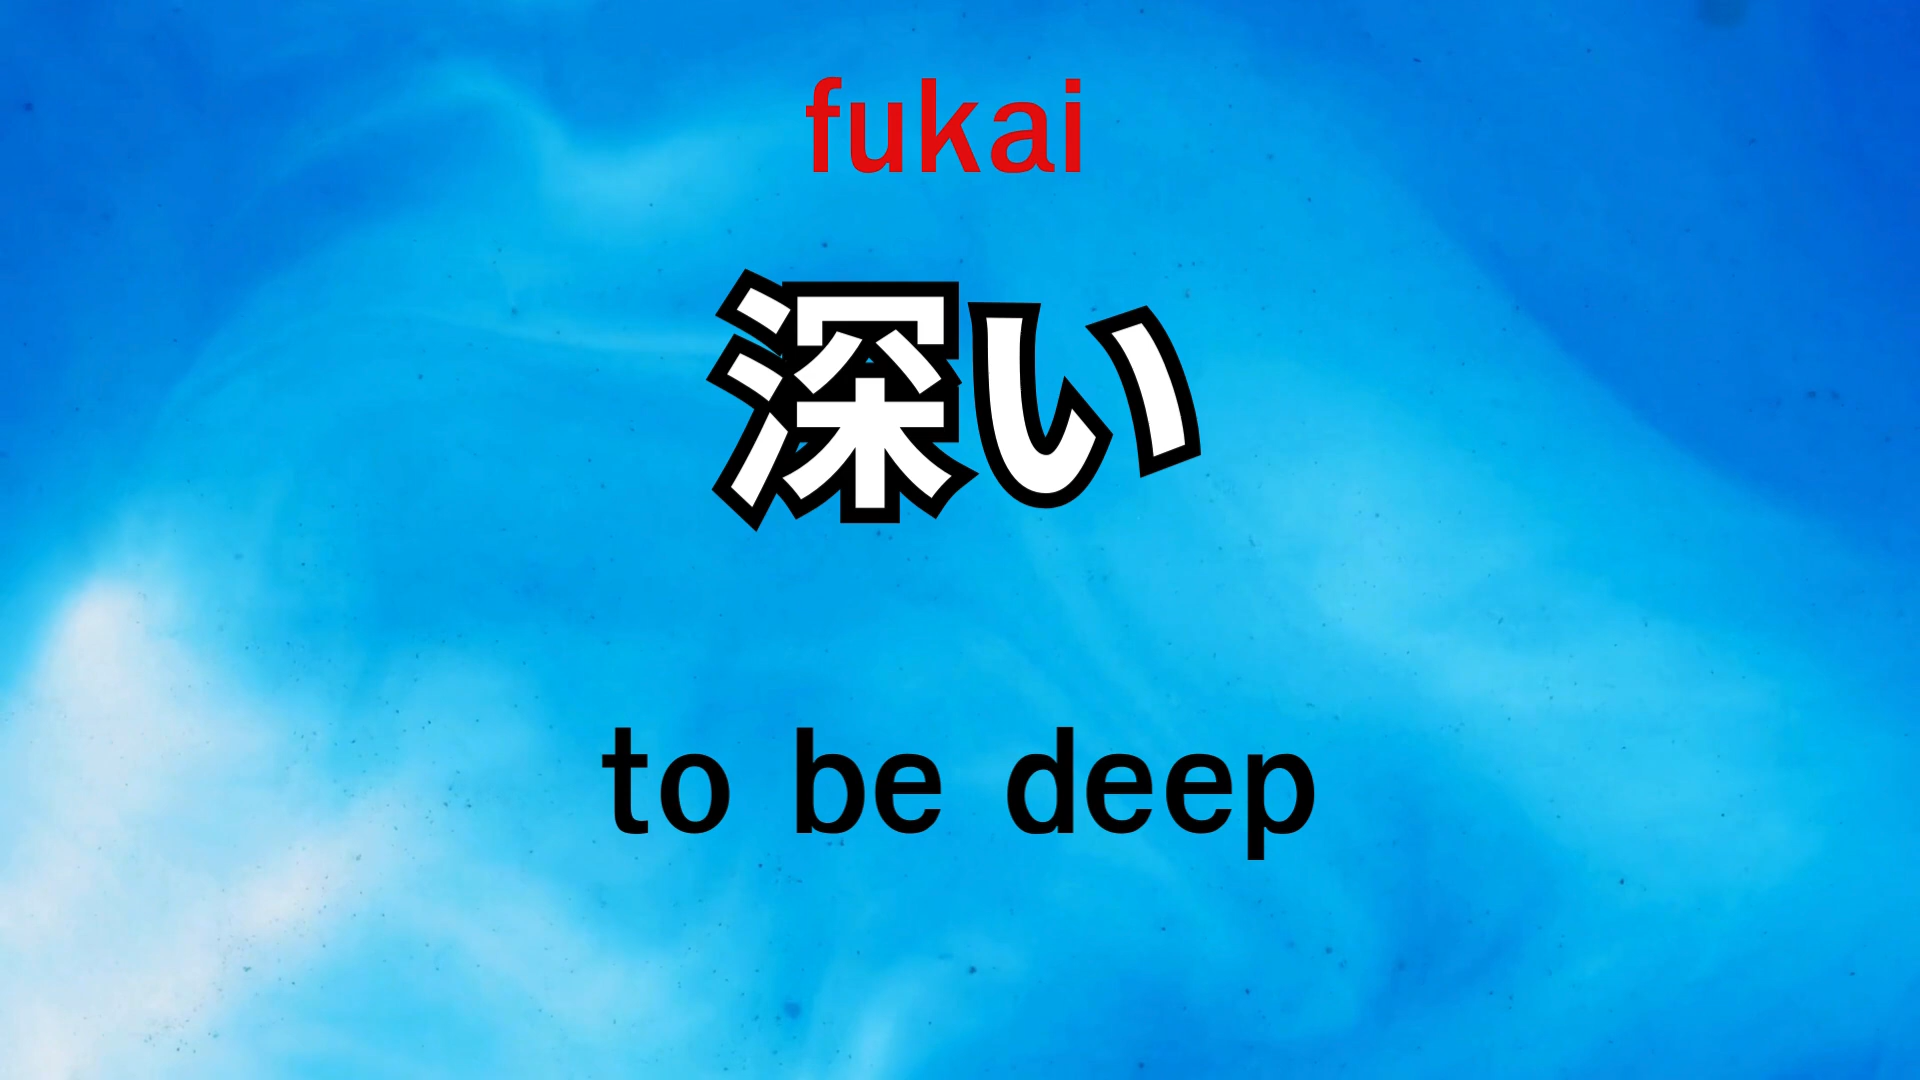 fukai
深い
to be deep